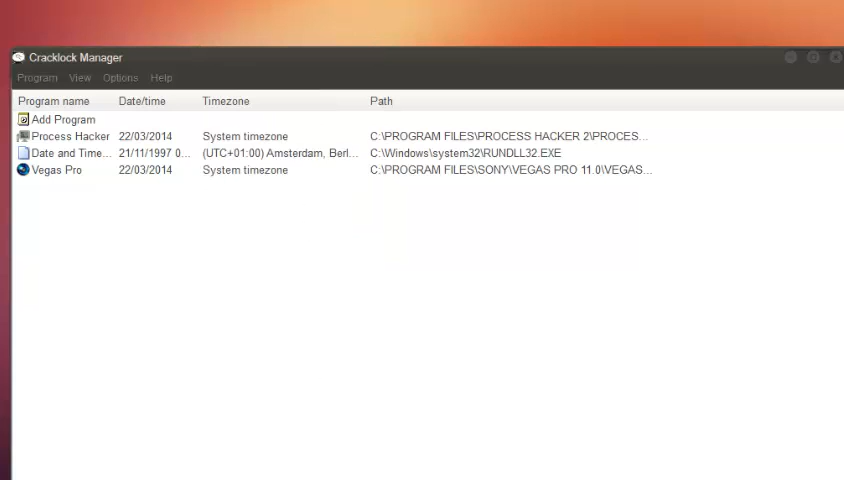 Cracklock Manager
Program View Options Help
Program name Date/time Timezone Path
Add Program
Process Hacker 22/03/2014 System timezone C:\PROGRAM FILES\PROCESS HACKER 2\PROCES...
Date and Time... 21/11/1997 0... (UTC+01:00) Amsterdam, Berl... C:\Windows\system32\RUNDLL32.EXE
Vegas Pro 22/03/2014 System timezone C:\PROGRAM FILES\SONY\VEGAS PRO 11.0\VEGAS...